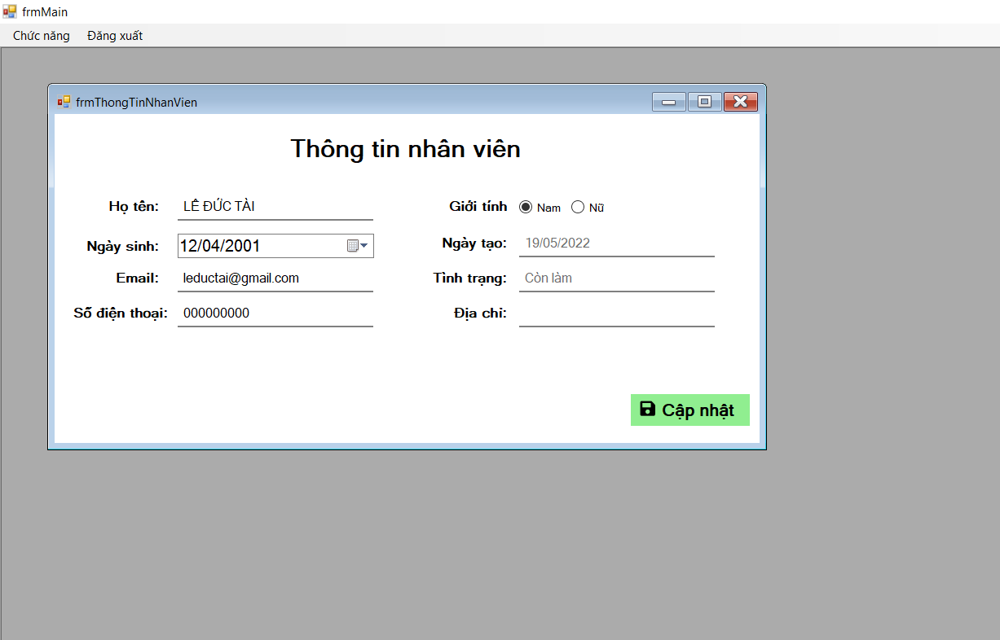 frmMain
Chức năng Đăng xuất
frmThongTinNhanVien
Thông tin nhân viên
Họ tên: LÊ ĐỨC TÀI Giới tính Nam Nữ
Ngày sinh: 12/04/2001 Ngày tạo: 19/05/2022
Email: leductai@gmail.com Tình trạng: Còn làm
Số điện thoại: 000000000 Địa chỉ:
Cập nhật